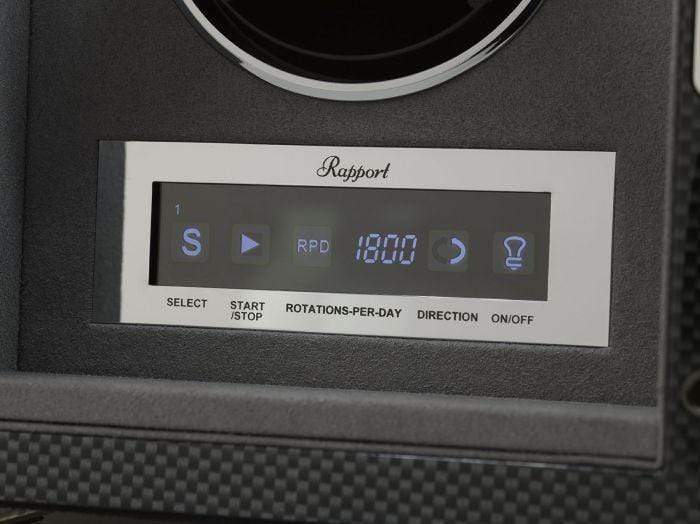 Rapport
1
S RPD 1800
SELECT START /STOP ROTATIONS-PER-DAY DIRECTION ON/OFF